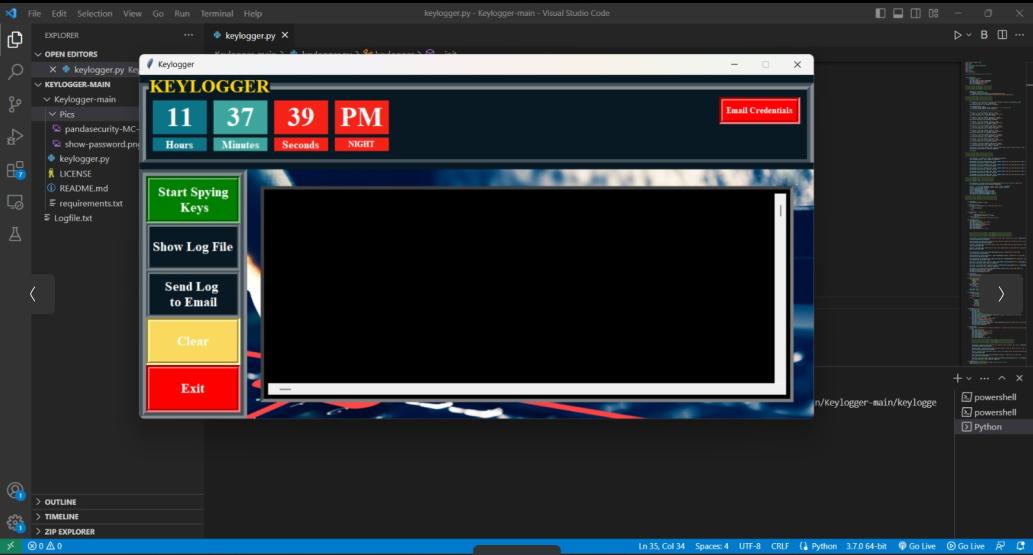 File Edit Selection View Go Run Terminal Help
keylogger.py - Keylogger-main - Visual Studio Code
EXPLORER
keylogger.py
OPEN EDITORS
keylogger.py
KEYLOGGER-MAIN
Keylogger-main
Pics
pandasecurity-MC-
show-password.png
keylogger.py
LICENSE
README.md
requirements.txt
Logfile.txt
Keylogger
KEYLOGGER
11 37 39 PM
Hours Minutes Seconds NIGHT
Email Credentials
Start Spying
Keys
Show Log File
Send Log
to Email
Clear
Exit
n/Keylogger-main/keylogge
powershell
powershell
Python
OUTLINE
TIMELINE
ZIP EXPLORER
0 0
Ln 35, Col 34 Spaces: 4 UTF-8 CRLF Python 3.7.0 64-bit Go Live Go Live